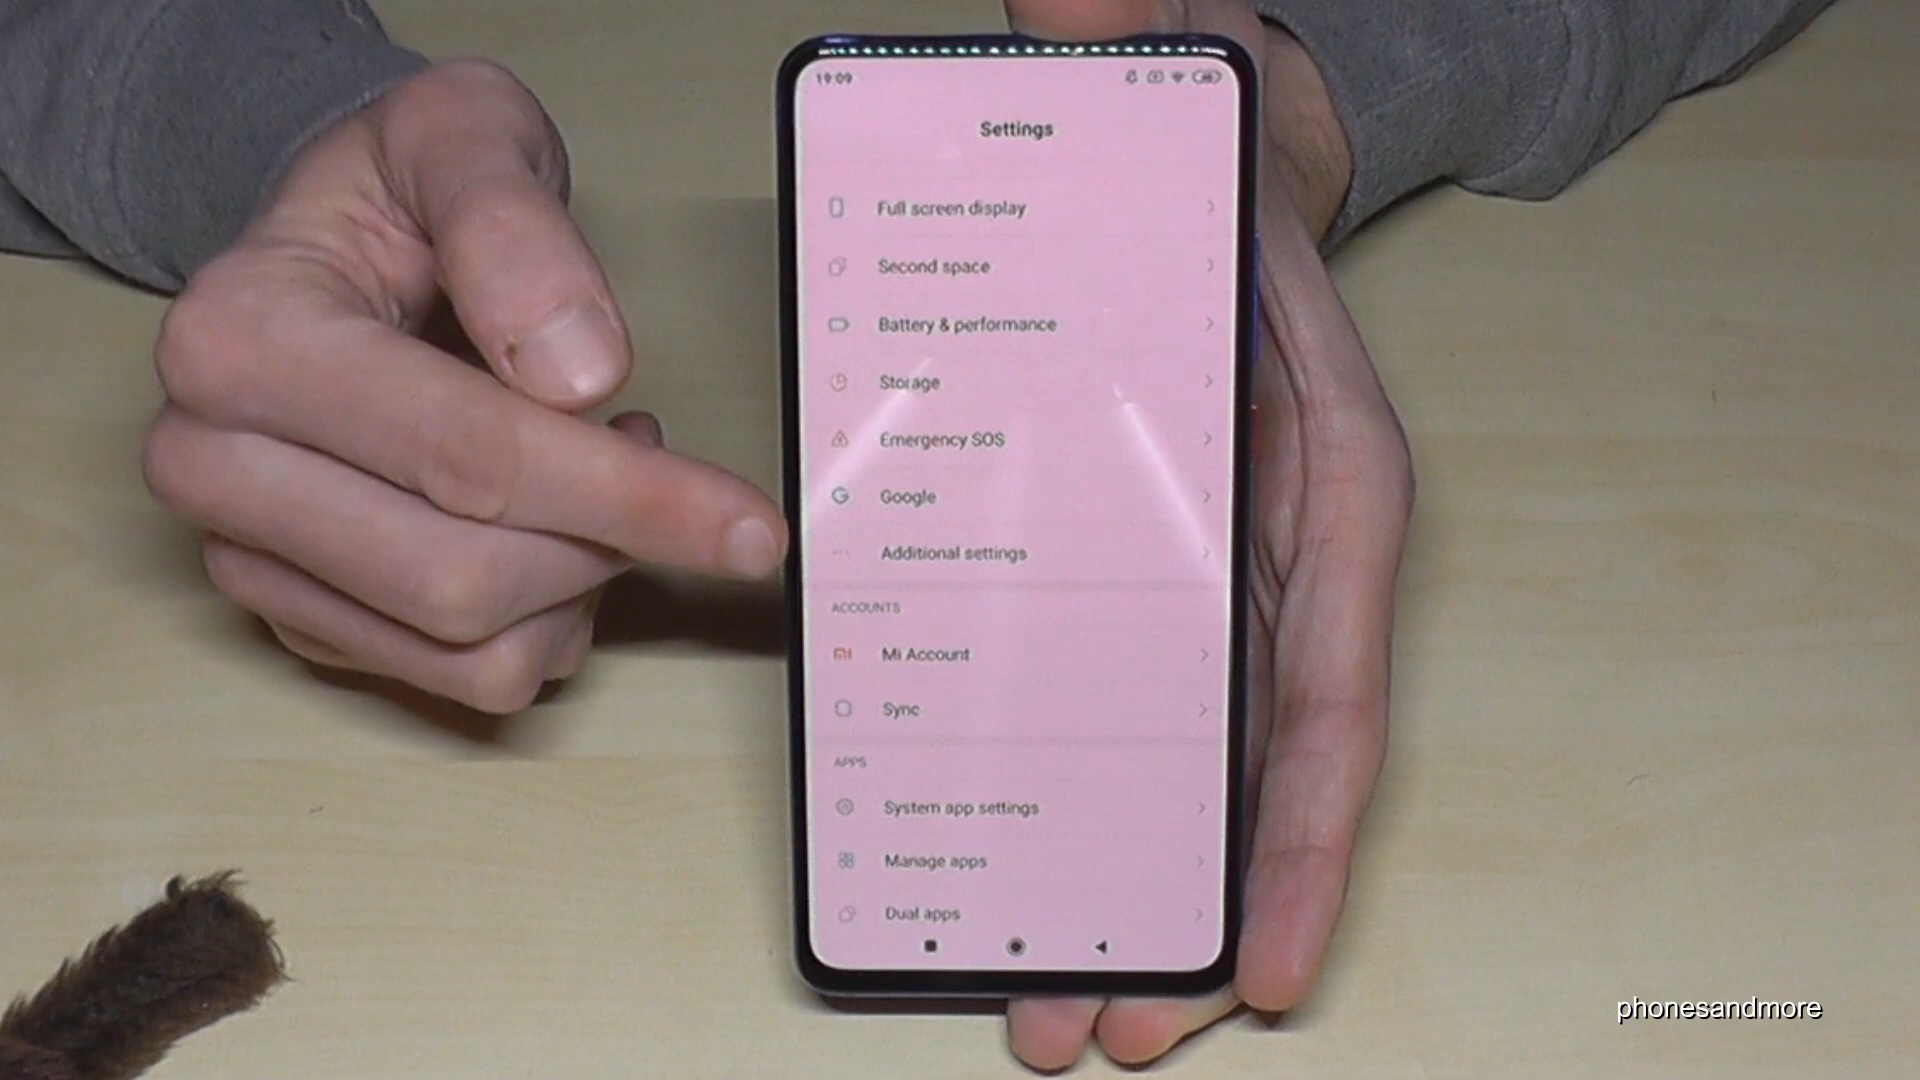 19:09
Settings
Full screen display
Second space
Battery & performance
Storage
Emergency SOS
Google
Additional settings
ACCOUNTS
Mi Account
Sync
APPS
System app settings
Manage apps
Dual apps
phonesandmore